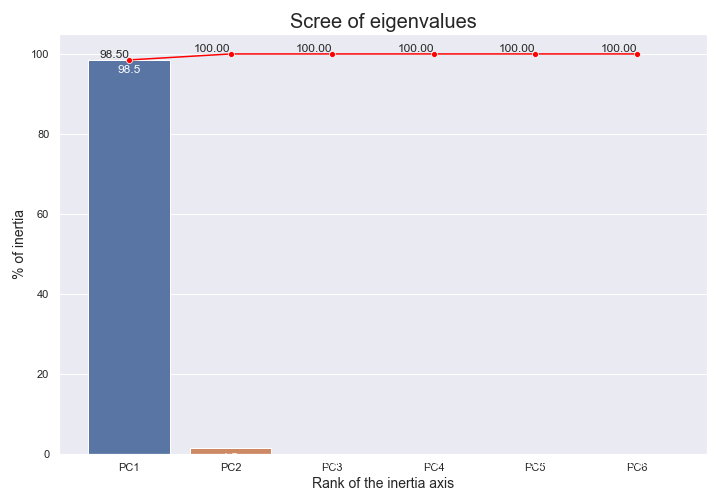 Scree of eigenvalues
98.50 100.00 100.00 100.00 100.00 100.00
98.5
100
80
60
40
20
0
% of inertia
PC1 PC2 PC3 PC4 PC5 PC6
Rank of the inertia axis